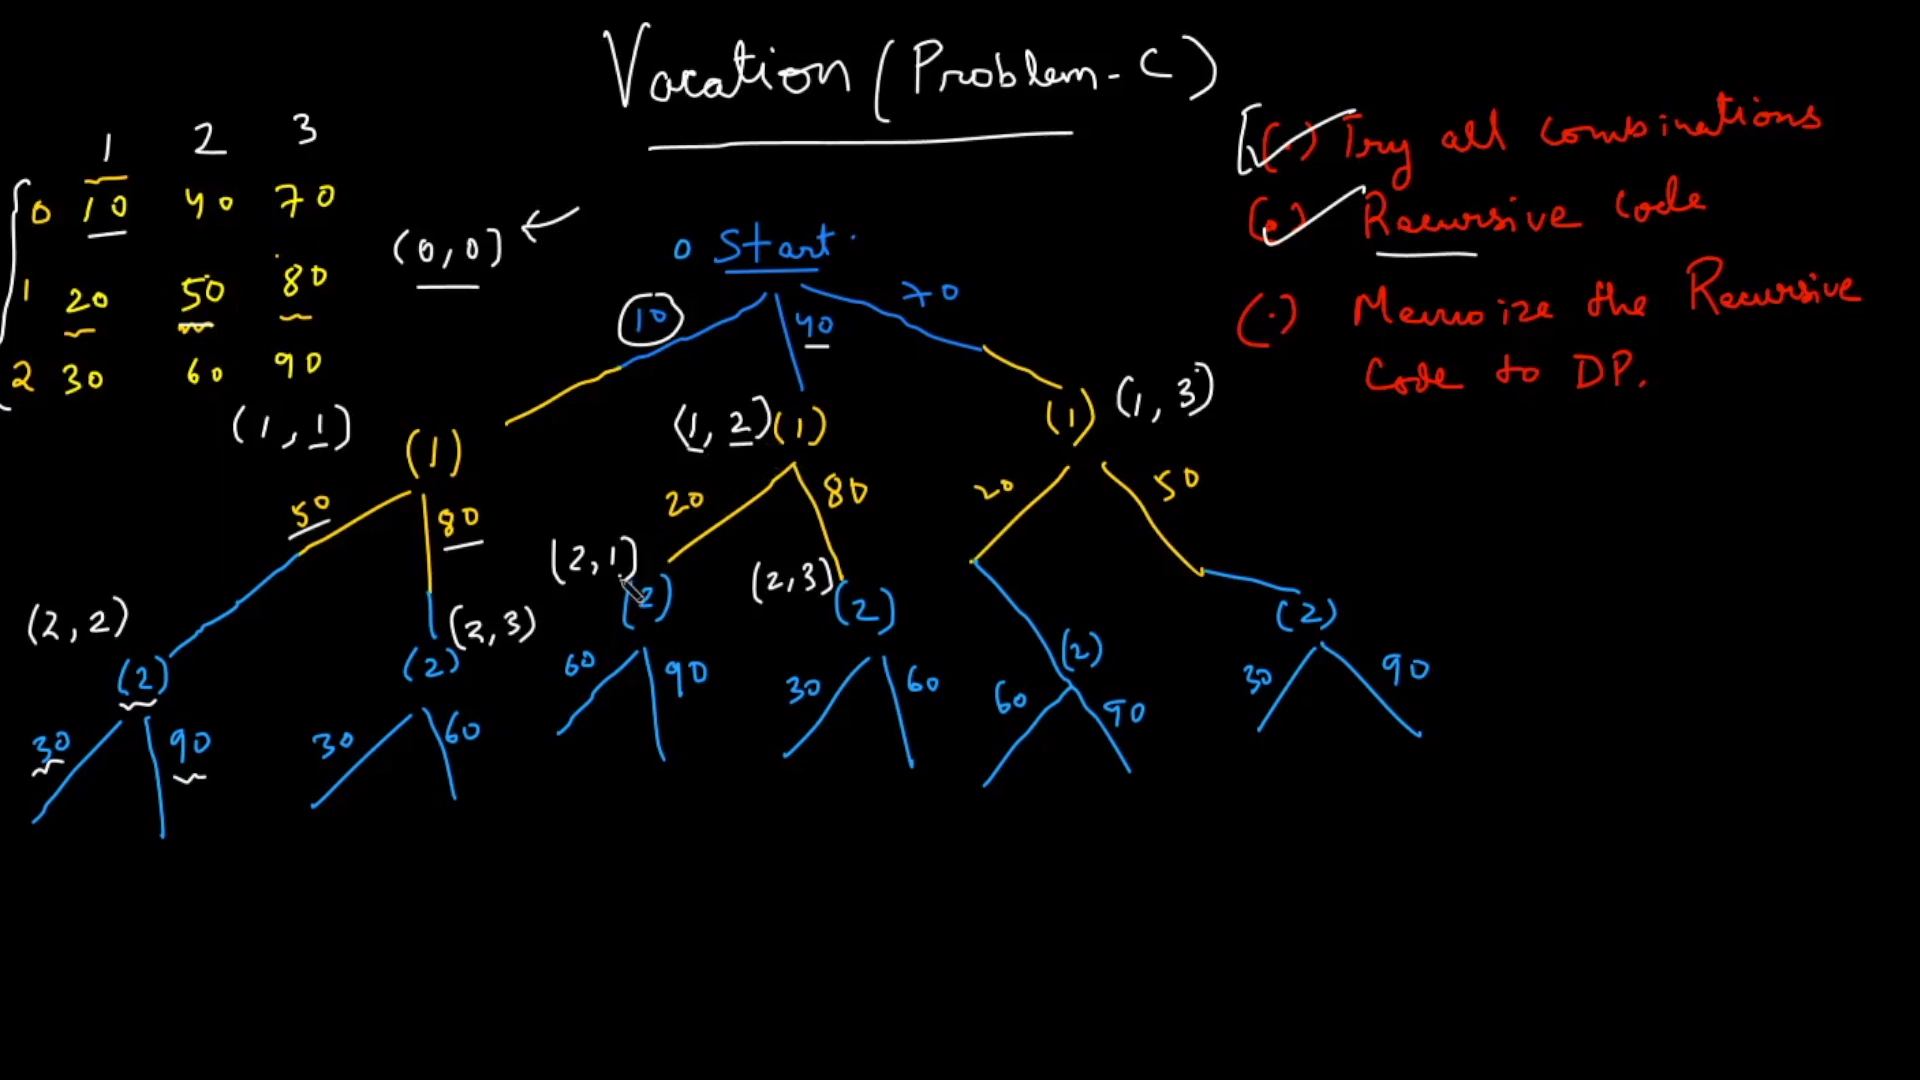 Vacation (Problem-C)
1 2 3
0 10 40 70
1 20 50 80
2 30 60 90
(0,0)
0 Start.
10 40 70
(1,1) (1) (1,2) (1) (1) (1,3)
50 80 20 80 20 50
(2,2) (2) (2,3) (2) (2,1) (2) (2,3) (2) (2) (2)
30 90 30 60 60 90 30 60 60 90 30 90
(.) Try all combinations
(.) Recursive code
(.) Memoize the Recursive
Code to DP.